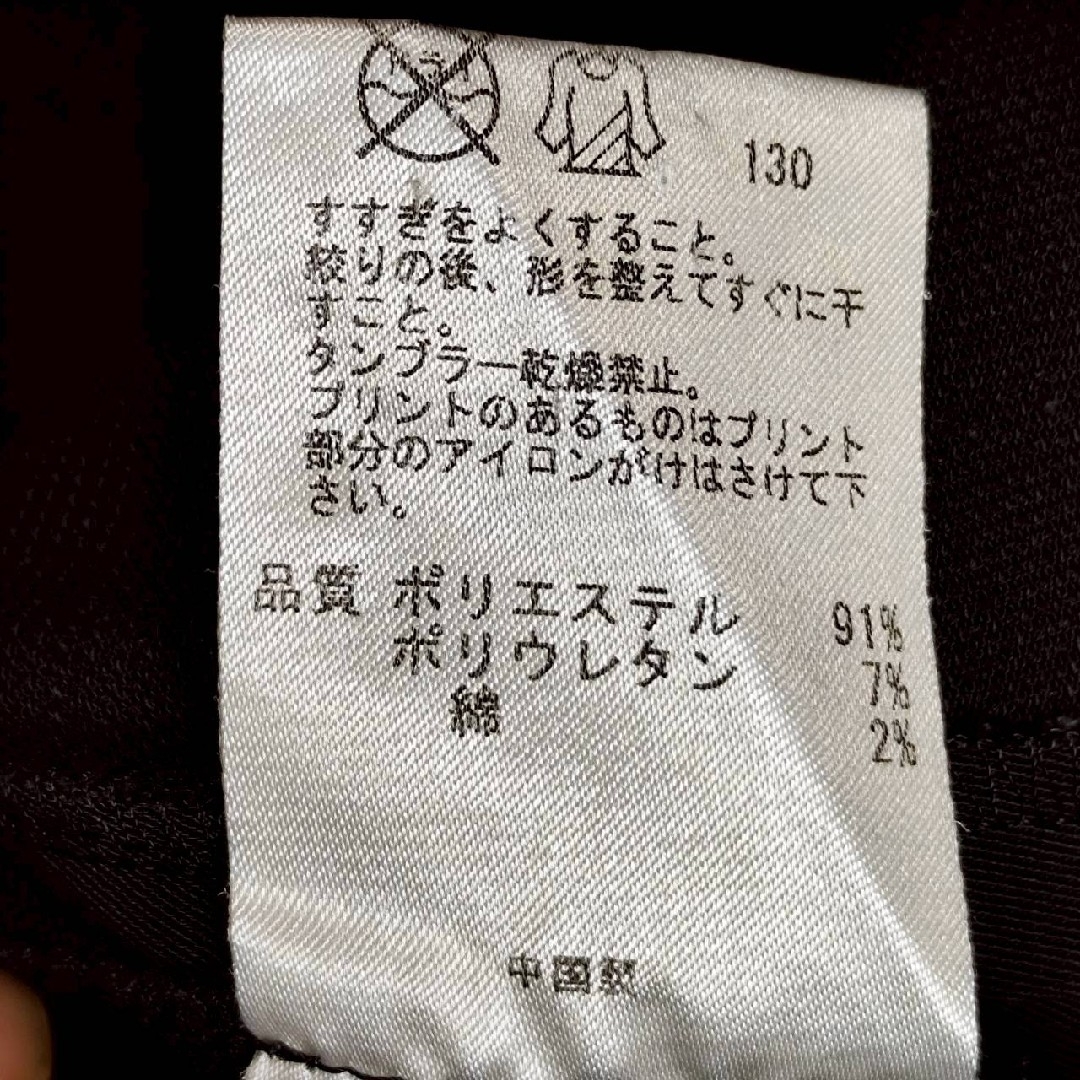 130
すすぎをよくすること。
絞りの後、形を整えてすぐに干
すこと。
タンブラー乾燥禁止。
プリントのあるものはプリント
部分のアイロンがけはさけて下
さい。
品質 ポリエステル 91%
ポリウレタン 7%
綿 2%
中国製